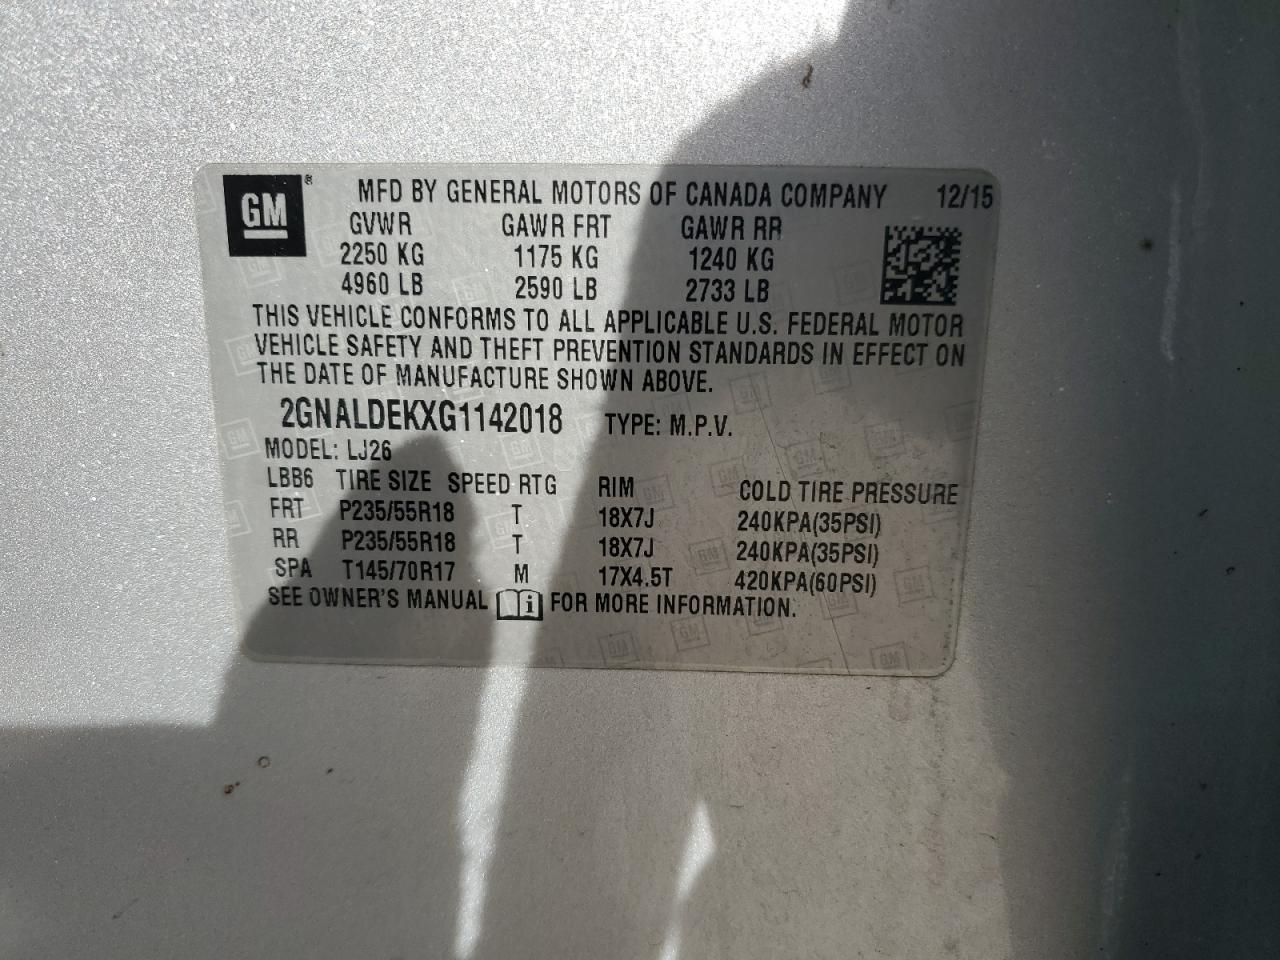 GM ® MFD BY GENERAL MOTORS OF CANADA COMPANY 12/15
GVWR GAWR FRT GAWR RR
2250 KG 1175 KG 1240 KG
4960 LB 2590 LB 2733 LB
THIS VEHICLE CONFORMS TO ALL APPLICABLE U.S. FEDERAL MOTOR
VEHICLE SAFETY AND THEFT PREVENTION STANDARDS IN EFFECT ON
THE DATE OF MANUFACTURE SHOWN ABOVE.
2GNALDEKXG1142018 TYPE: M.P.V.
MODEL: LJ26
LBB6 TIRE SIZE SPEED RTG RIM COLD TIRE PRESSURE
FRT P235/55R18 T 18X7J 240KPA(35PSI)
RR P235/55R18 T 18X7J 240KPA(35PSI)
SPA T145/70R17 M 17X4.5T 420KPA(60PSI)
SEE OWNER'S MANUAL i FOR MORE INFORMATION.